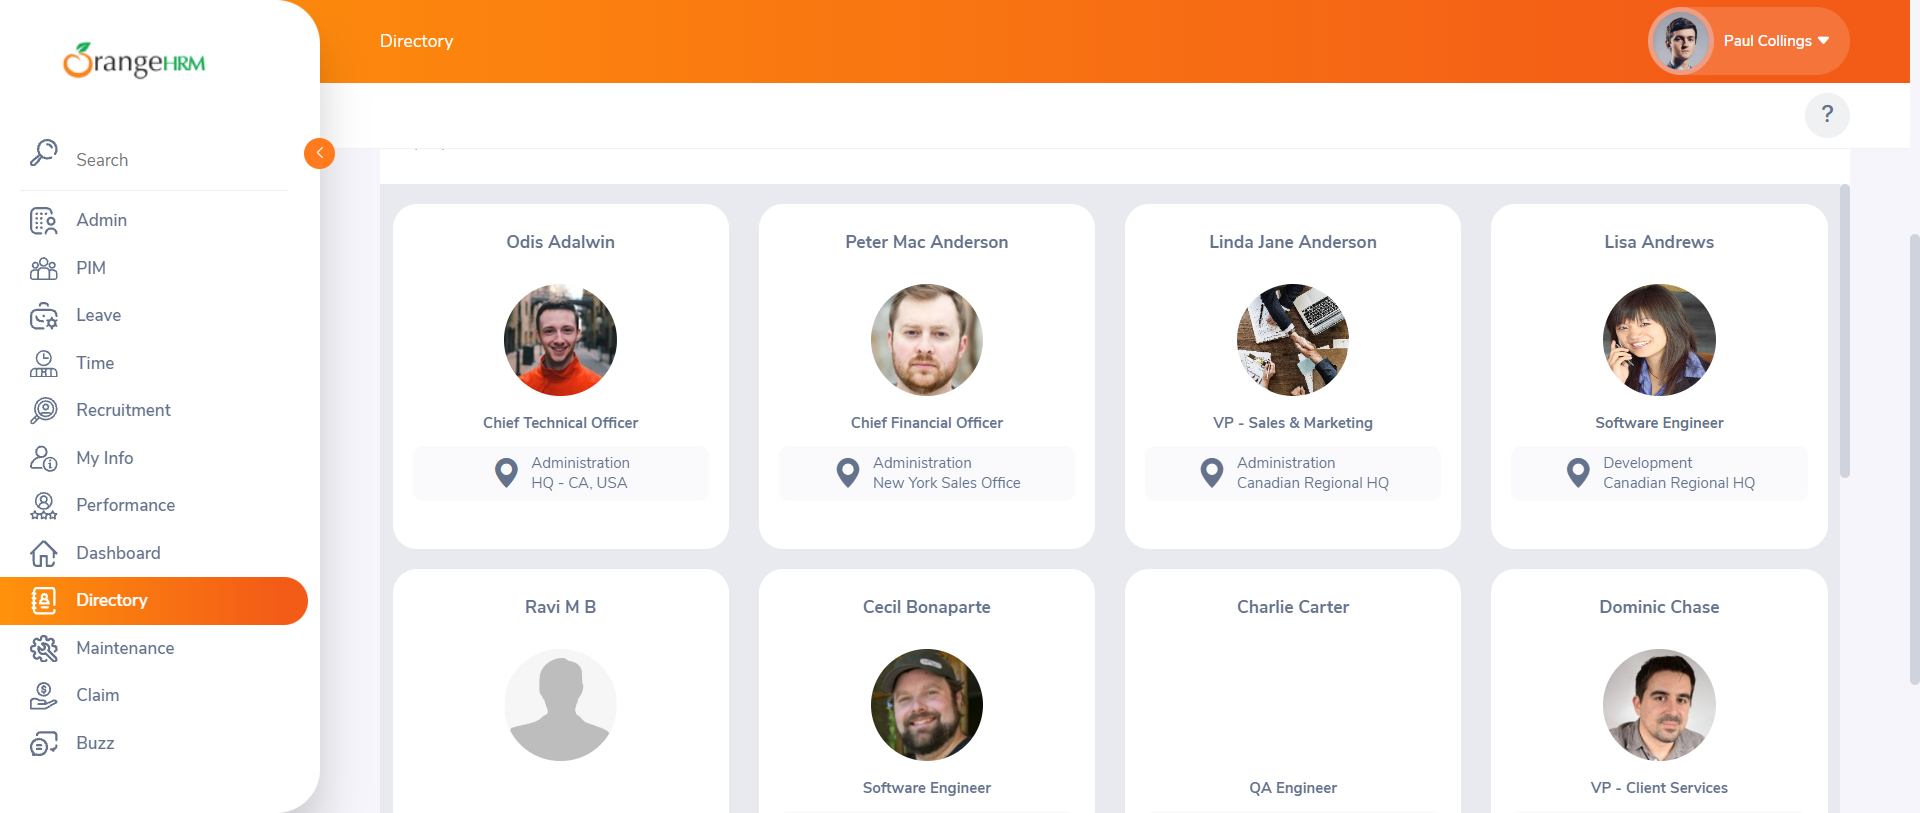 OrangeHRM
Directory
Paul Collings
?
Search
Admin
PIM
Leave
Time
Recruitment
My Info
Performance
Dashboard
Directory
Maintenance
Claim
Buzz
Odis Adalwin
Chief Technical Officer
Administration
HQ - CA, USA
Peter Mac Anderson
Chief Financial Officer
Administration
New York Sales Office
Linda Jane Anderson
VP - Sales & Marketing
Administration
Canadian Regional HQ
Lisa Andrews
Software Engineer
Development
Canadian Regional HQ
Ravi M B
Cecil Bonaparte
Software Engineer
Charlie Carter
QA Engineer
Dominic Chase
VP - Client Services